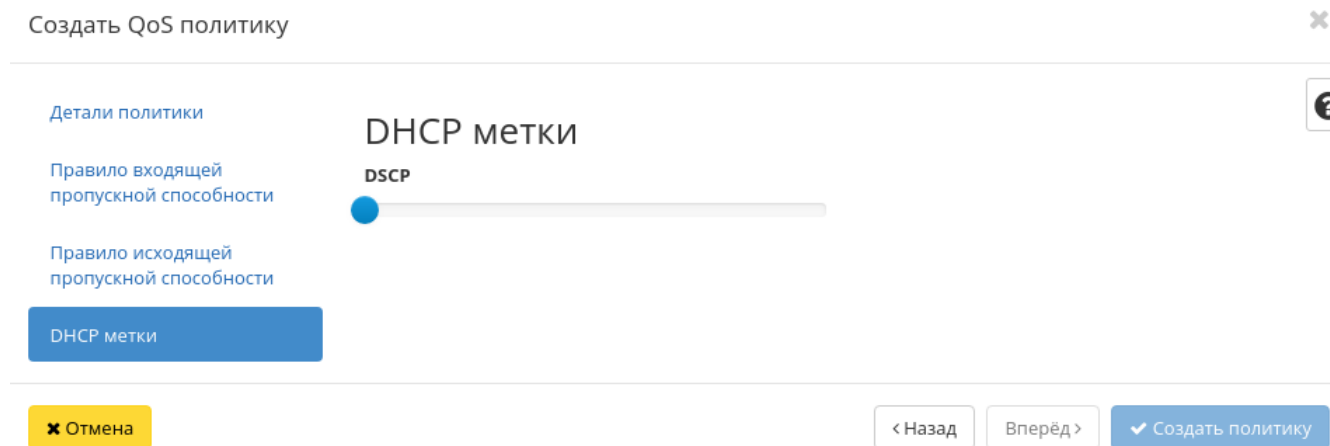 Создать QoS политику
Детали политики
Правило входящей
пропускной способности
Правило исходящей
пропускной способности
DHCP метки
DHCP метки
DSCP
Отмена
Назад
Вперёд
Создать политику